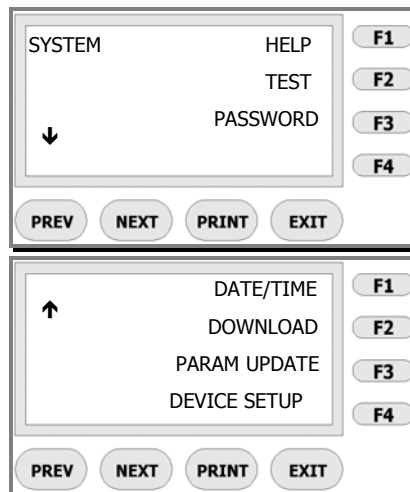 SYSTEM HELP F1
TEST F2
PASSWORD F3
F4
PREV NEXT PRINT EXIT
DATE/TIME F1
DOWNLOAD F2
PARAM UPDATE F3
DEVICE SETUP F4
PREV NEXT PRINT EXIT